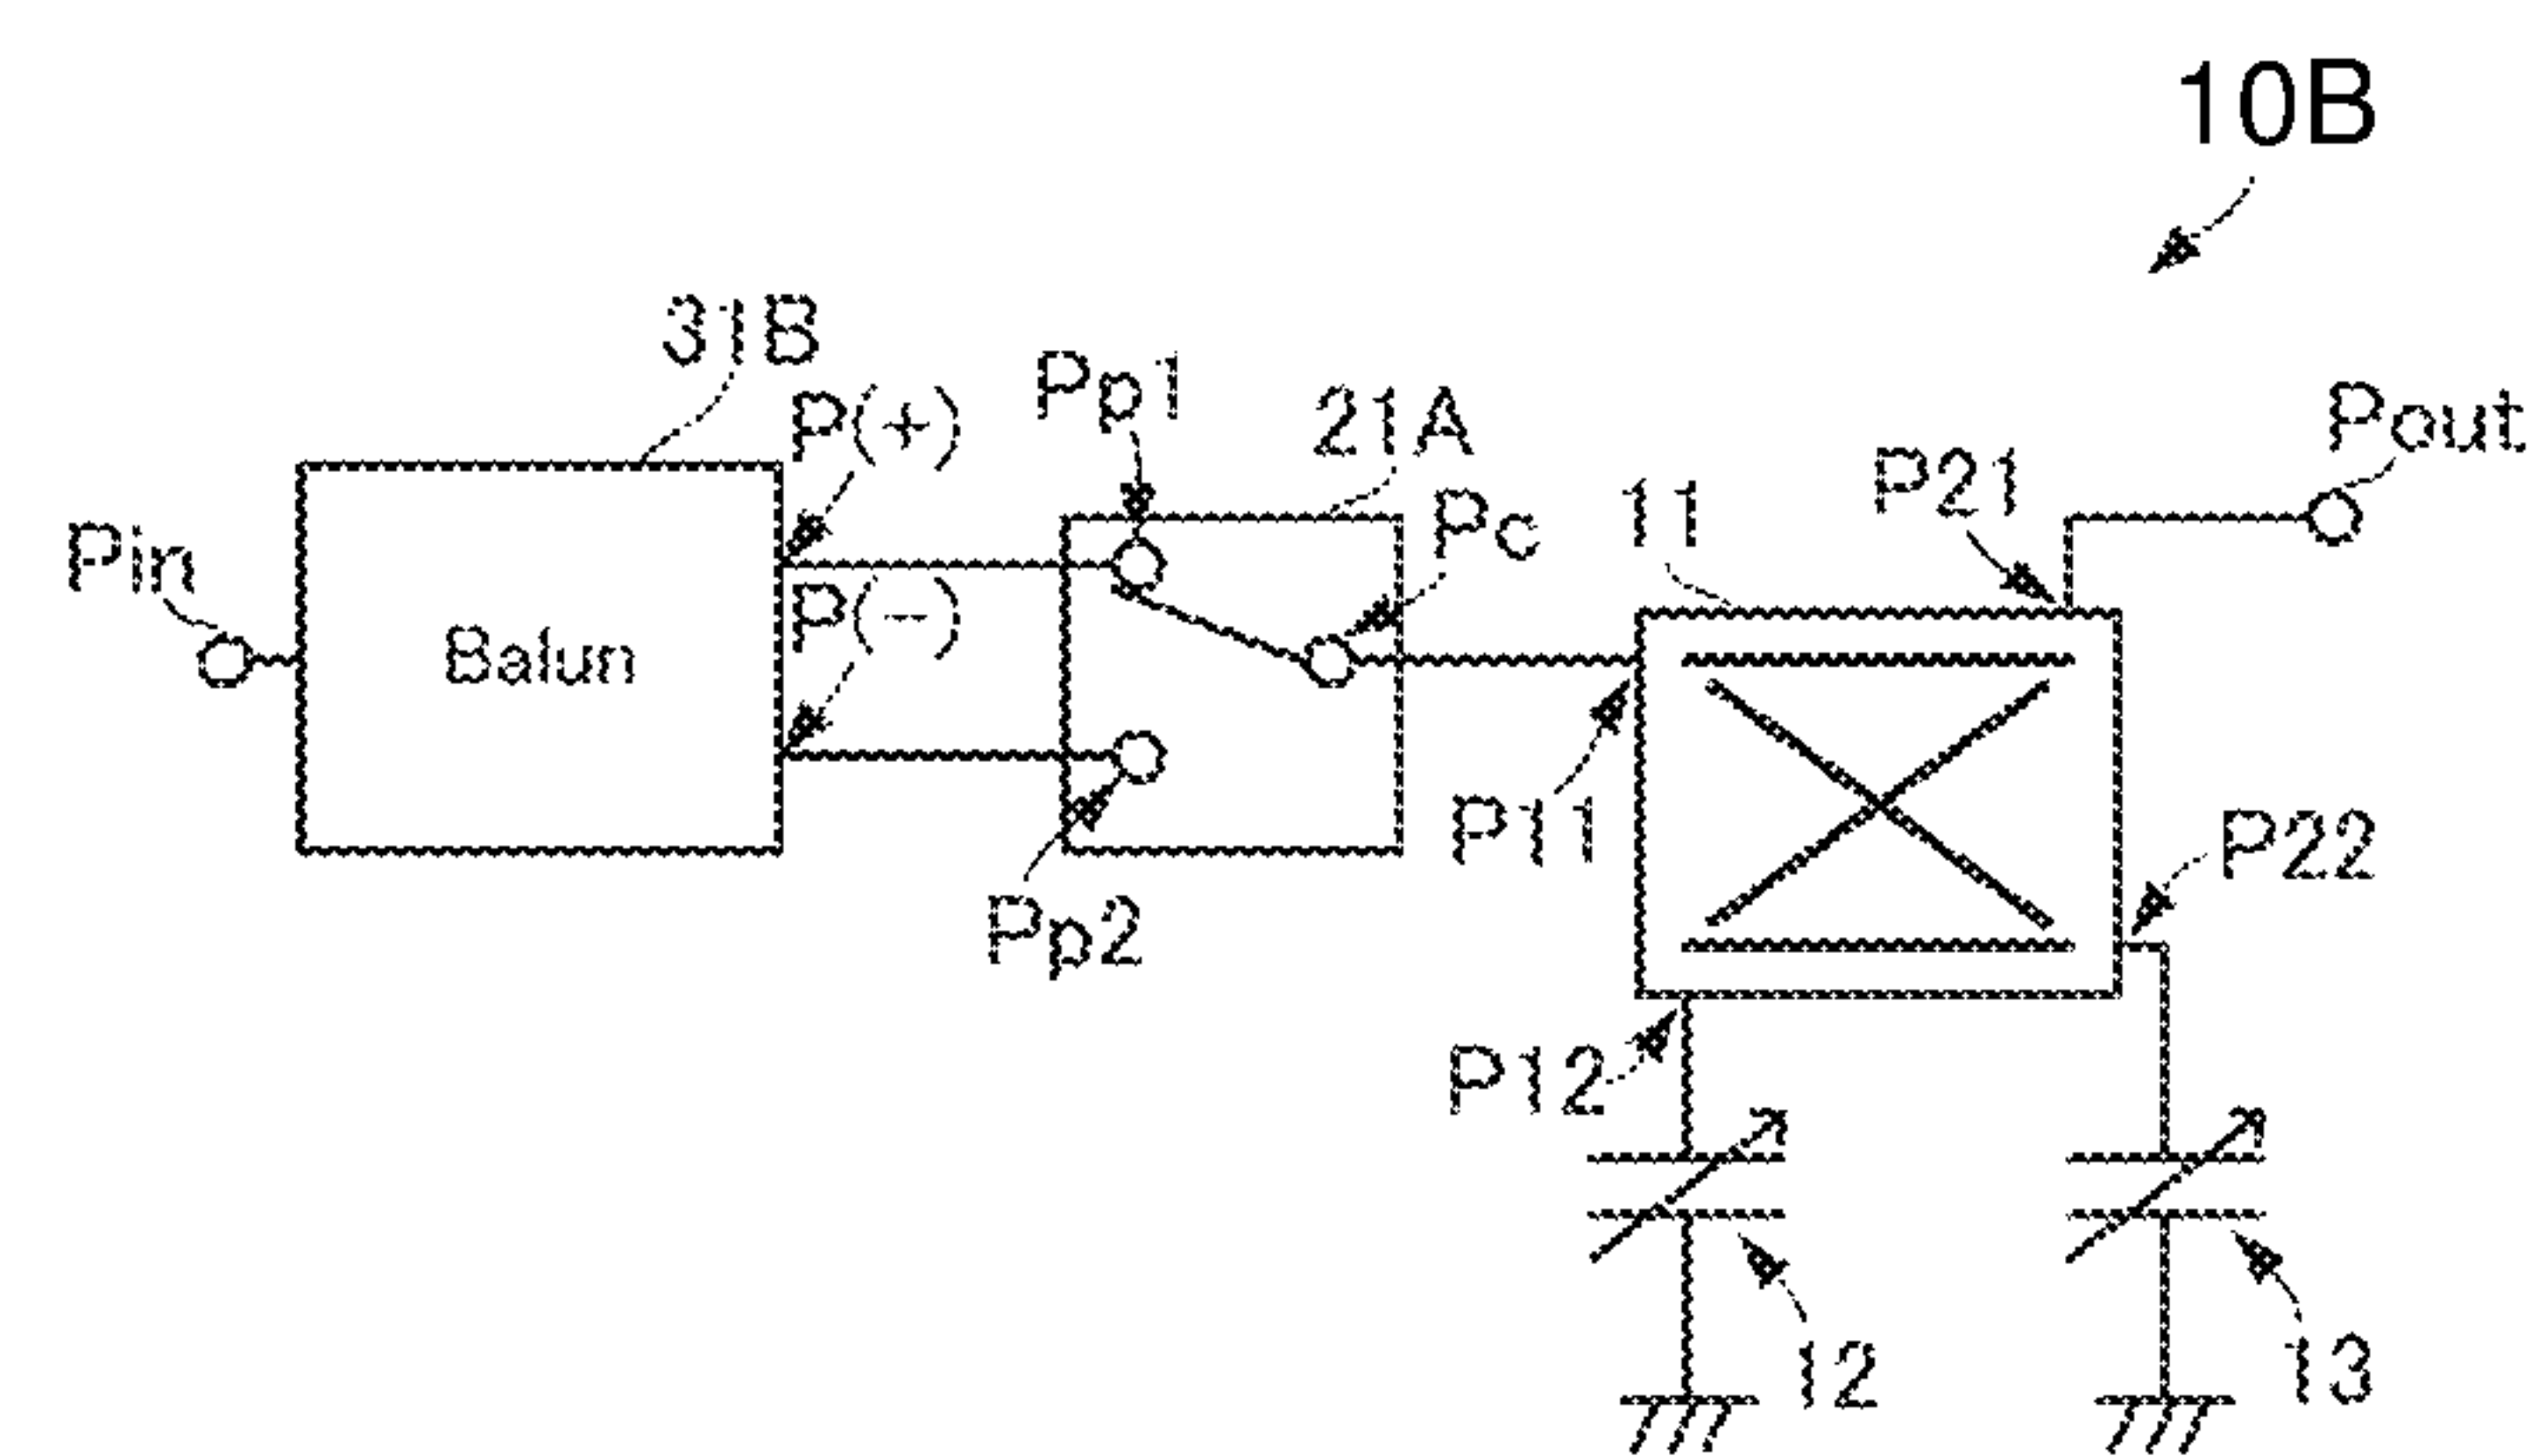 10B
31B
P(+)
Pp1
21A
Pc
11
P21
Pout
Pin
Balun
P(-)
Pp2
P11
P22
P12
12
13